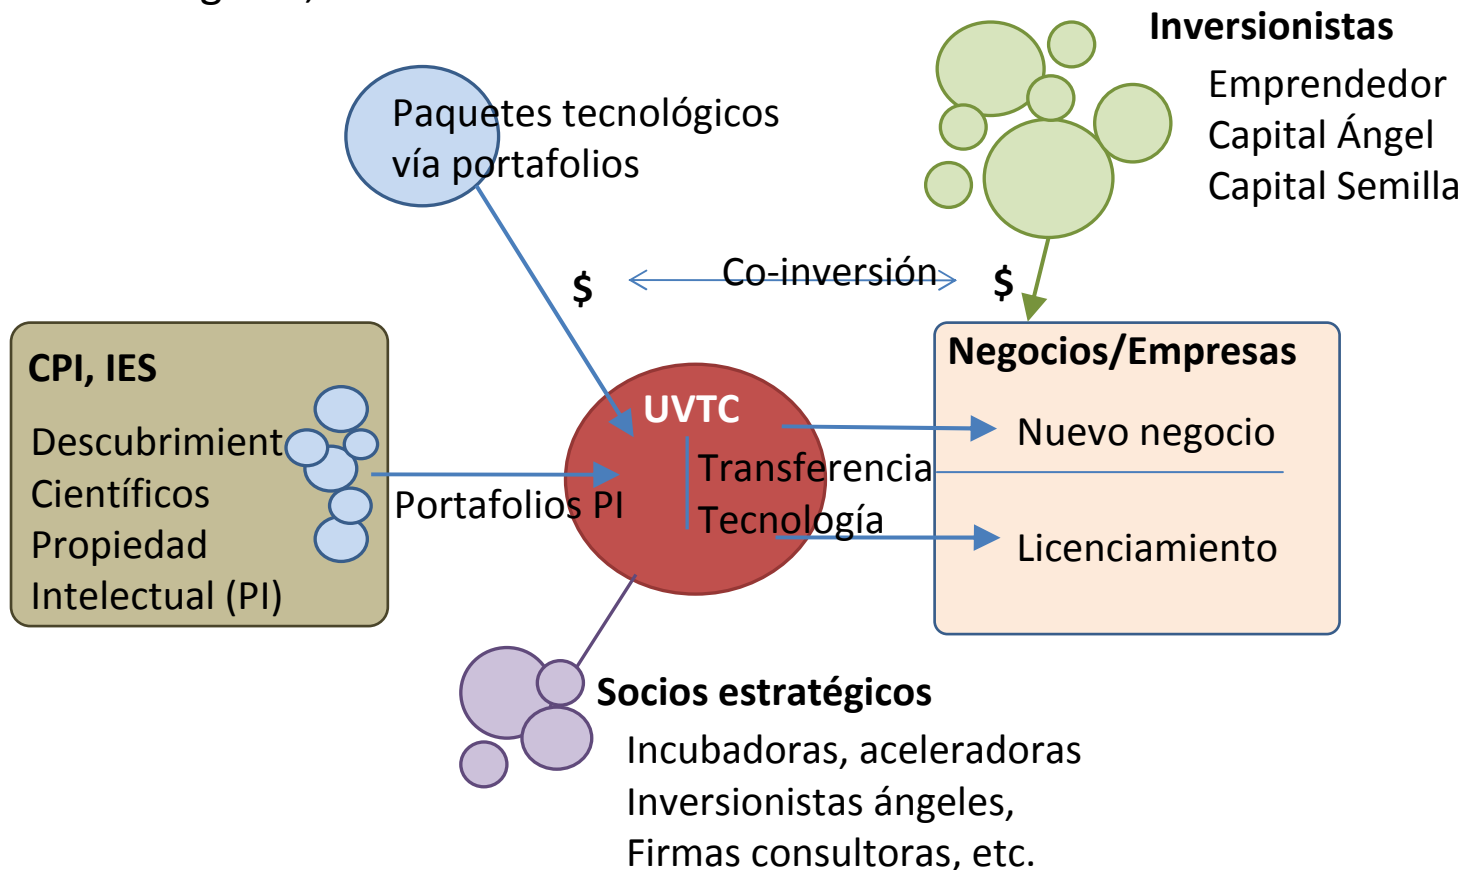 Inversionistas
Emprendedor
Capital Ángel
Capital Semilla
Paquetes tecnológicos
vía portafolios
$ Co-inversión $
CPI, IES
Descubrimient
Científicos
Propiedad
Intelectual (PI)
Portafolios PI
UVTC
Transferencia
Tecnología
Negocios/Empresas
Nuevo negocio
Licenciamiento
Socios estratégicos
Incubadoras, aceleradoras
Inversionistas ángeles,
Firmas consultoras, etc.